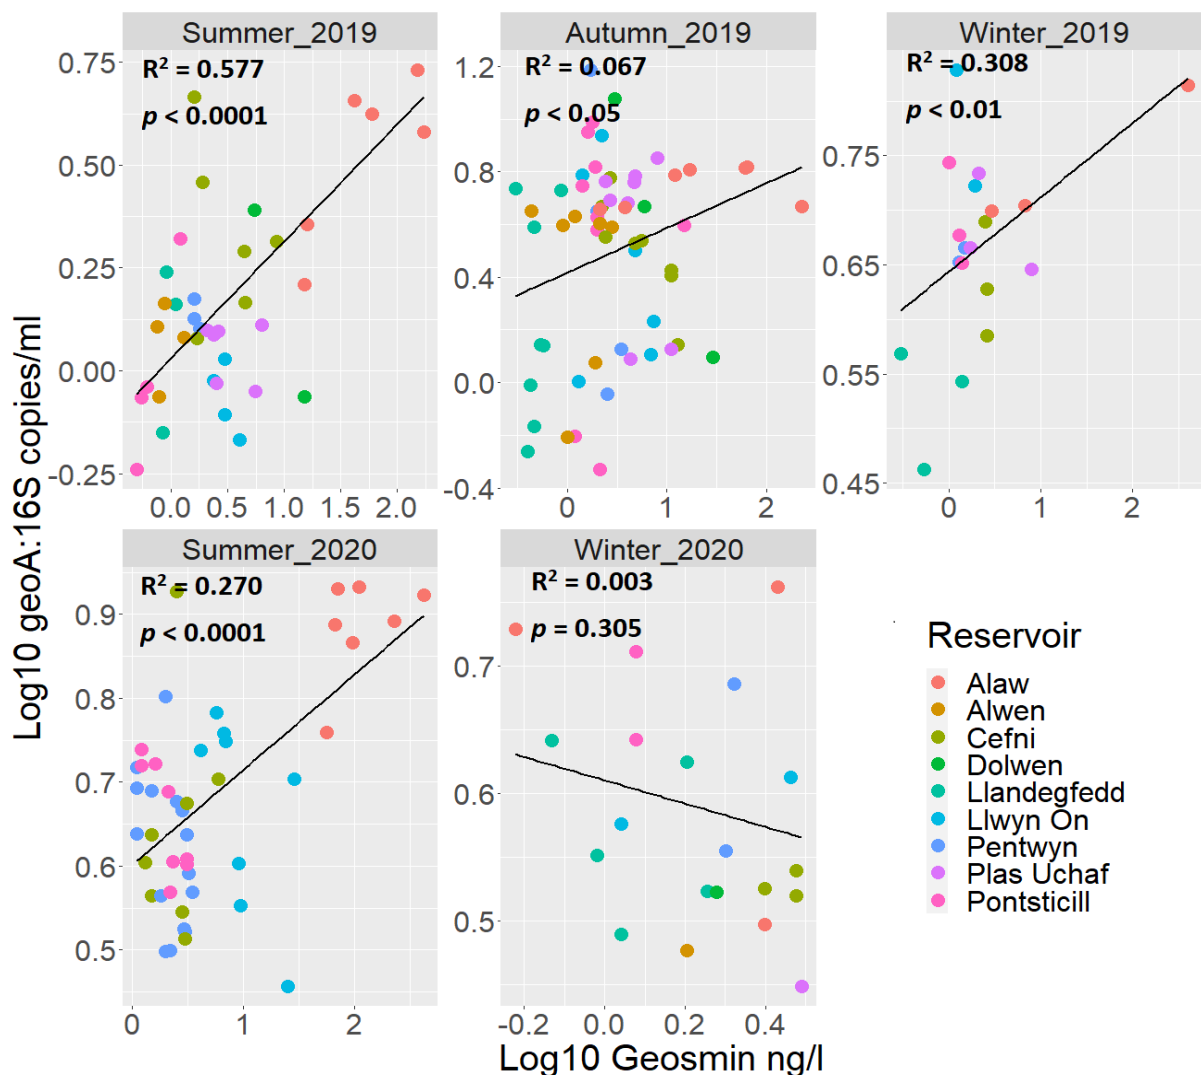 Summer_2019
R² = 0.577
p < 0.0001
0.75
0.50
0.25
0.00
-0.25
0.0 0.5 1.0 1.5 2.0
Autumn_2019
R² = 0.067
p < 0.05
1.2
0.8
0.4
0.0
-0.4
0 1 2
Winter_2019
R² = 0.308
p < 0.01
0.75
0.65
0.55
0.45
0 1 2
Log10 geoA:16S copies/ml
Summer_2020
R² = 0.270
p < 0.0001
0.9
0.8
0.7
0.6
0.5
0 1 2
Winter_2020
R² = 0.003
p = 0.305
0.7
0.6
0.5
-0.2 0.0 0.2 0.4
Log10 Geosmin ng/l
Reservoir
Alaw
Alwen
Cefni
Dolwen
Llandegfedd
Llwyn On
Pentwyn
Plas Uchaf
Pontsticill